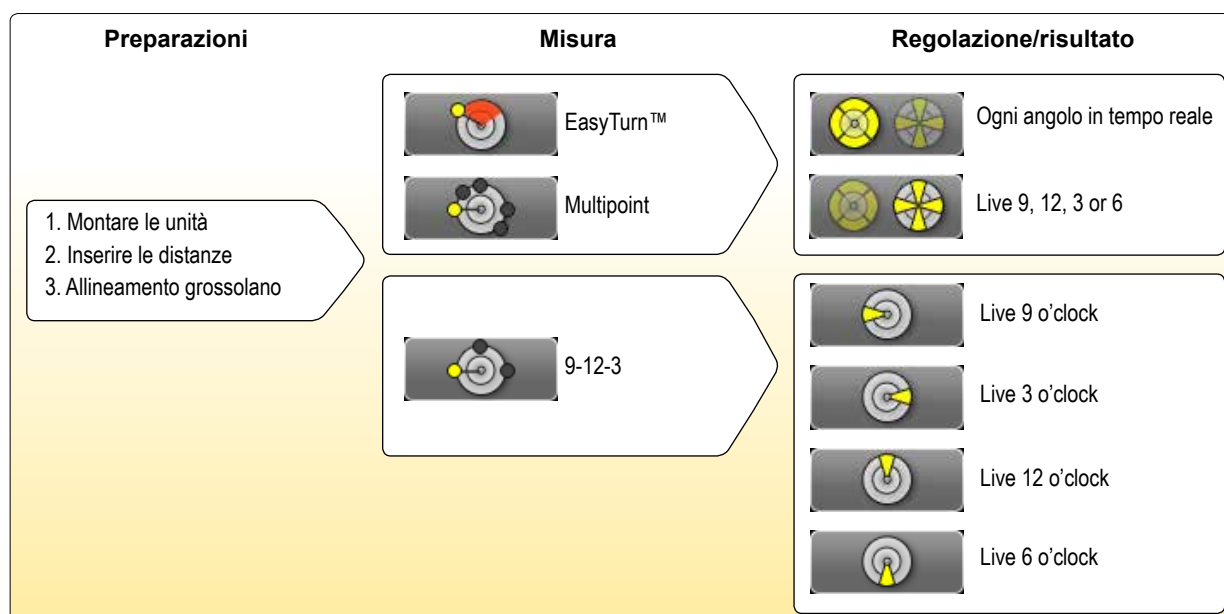 Preparazioni
Misura
Regolazione/risultato
1. Montare le unità
2. Inserire le distanze
3. Allineamento grossolano
EasyTurn™
Multipoint
9-12-3
Ogni angolo in tempo reale
Live 9, 12, 3 or 6
Live 9 o’clock
Live 3 o’clock
Live 12 o’clock
Live 6 o’clock